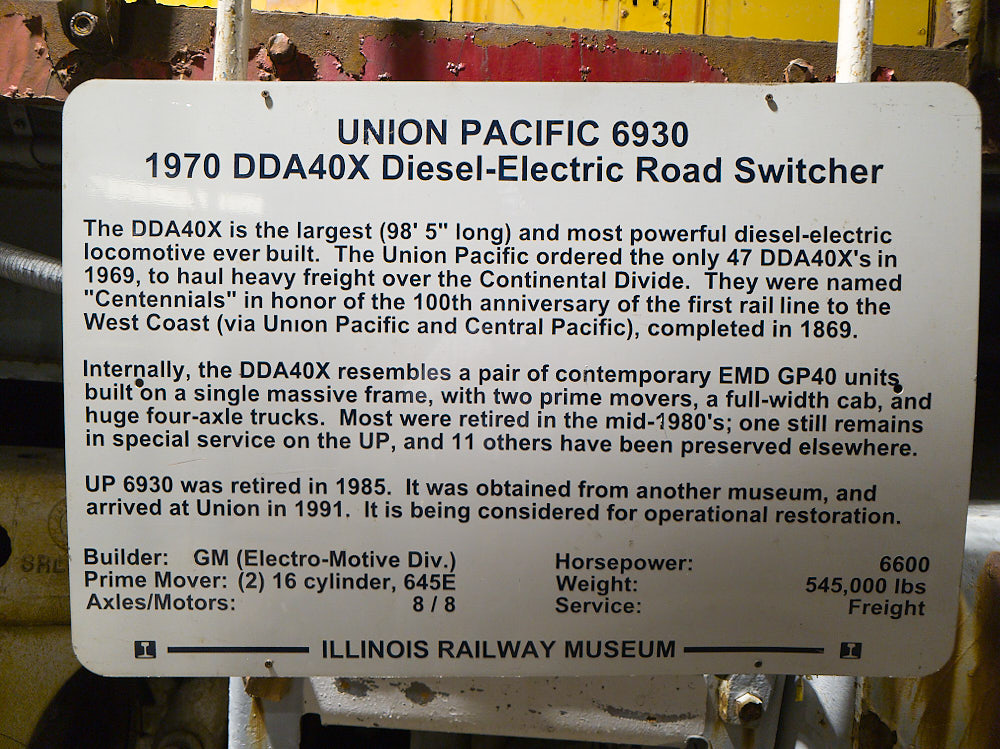 UNION PACIFIC 6930
1970 DDA40X Diesel-Electric Road Switcher
The DDA40X is the largest (98' 5" long) and most powerful diesel-electric
locomotive ever built. The Union Pacific ordered the only 47 DDA40X's in
1969, to haul heavy freight over the Continental Divide. They were named
"Centennials" in honor of the 100th anniversary of the first rail line to the
West Coast (via Union Pacific and Central Pacific), completed in 1869.
Internally, the DDA40X resembles a pair of contemporary EMD GP40 units
built on a single massive frame, with two prime movers, a full-width cab, and
huge four-axle trucks. Most were retired in the mid-1980's; one still remains
in special service on the UP, and 11 others have been preserved elsewhere.
UP 6930 was retired in 1985. It was obtained from another museum, and
arrived at Union in 1991. It is being considered for operational restoration.
Builder: GM (Electro-Motive Div.) Horsepower: 6600
Prime Mover: (2) 16 cylinder, 645E Weight: 545,000 lbs
Axles/Motors: 8 / 8 Service: Freight
ILLINOIS RAILWAY MUSEUM